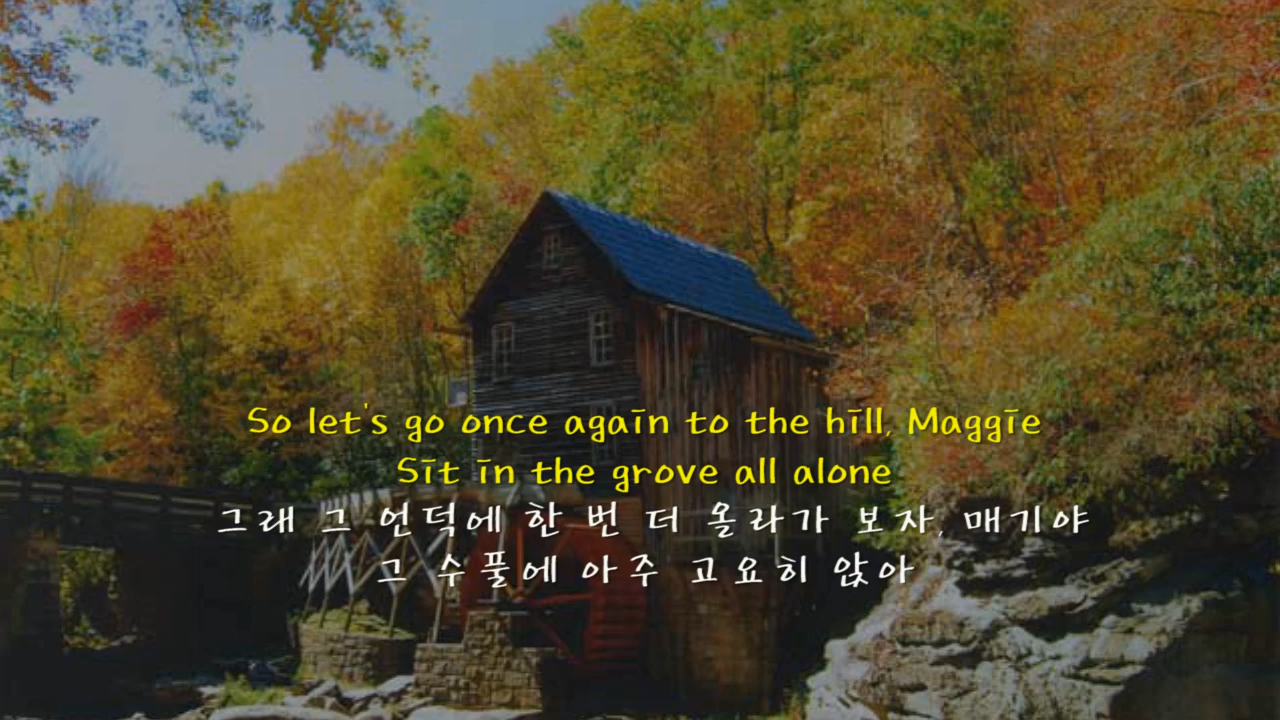 So let's go once again to the hill, Maggie
Sit in the grove all alone
그래 그 언덕에 한 번 더 올라가 보자, 매기야
그 수풀에 아주 고요히 앉아